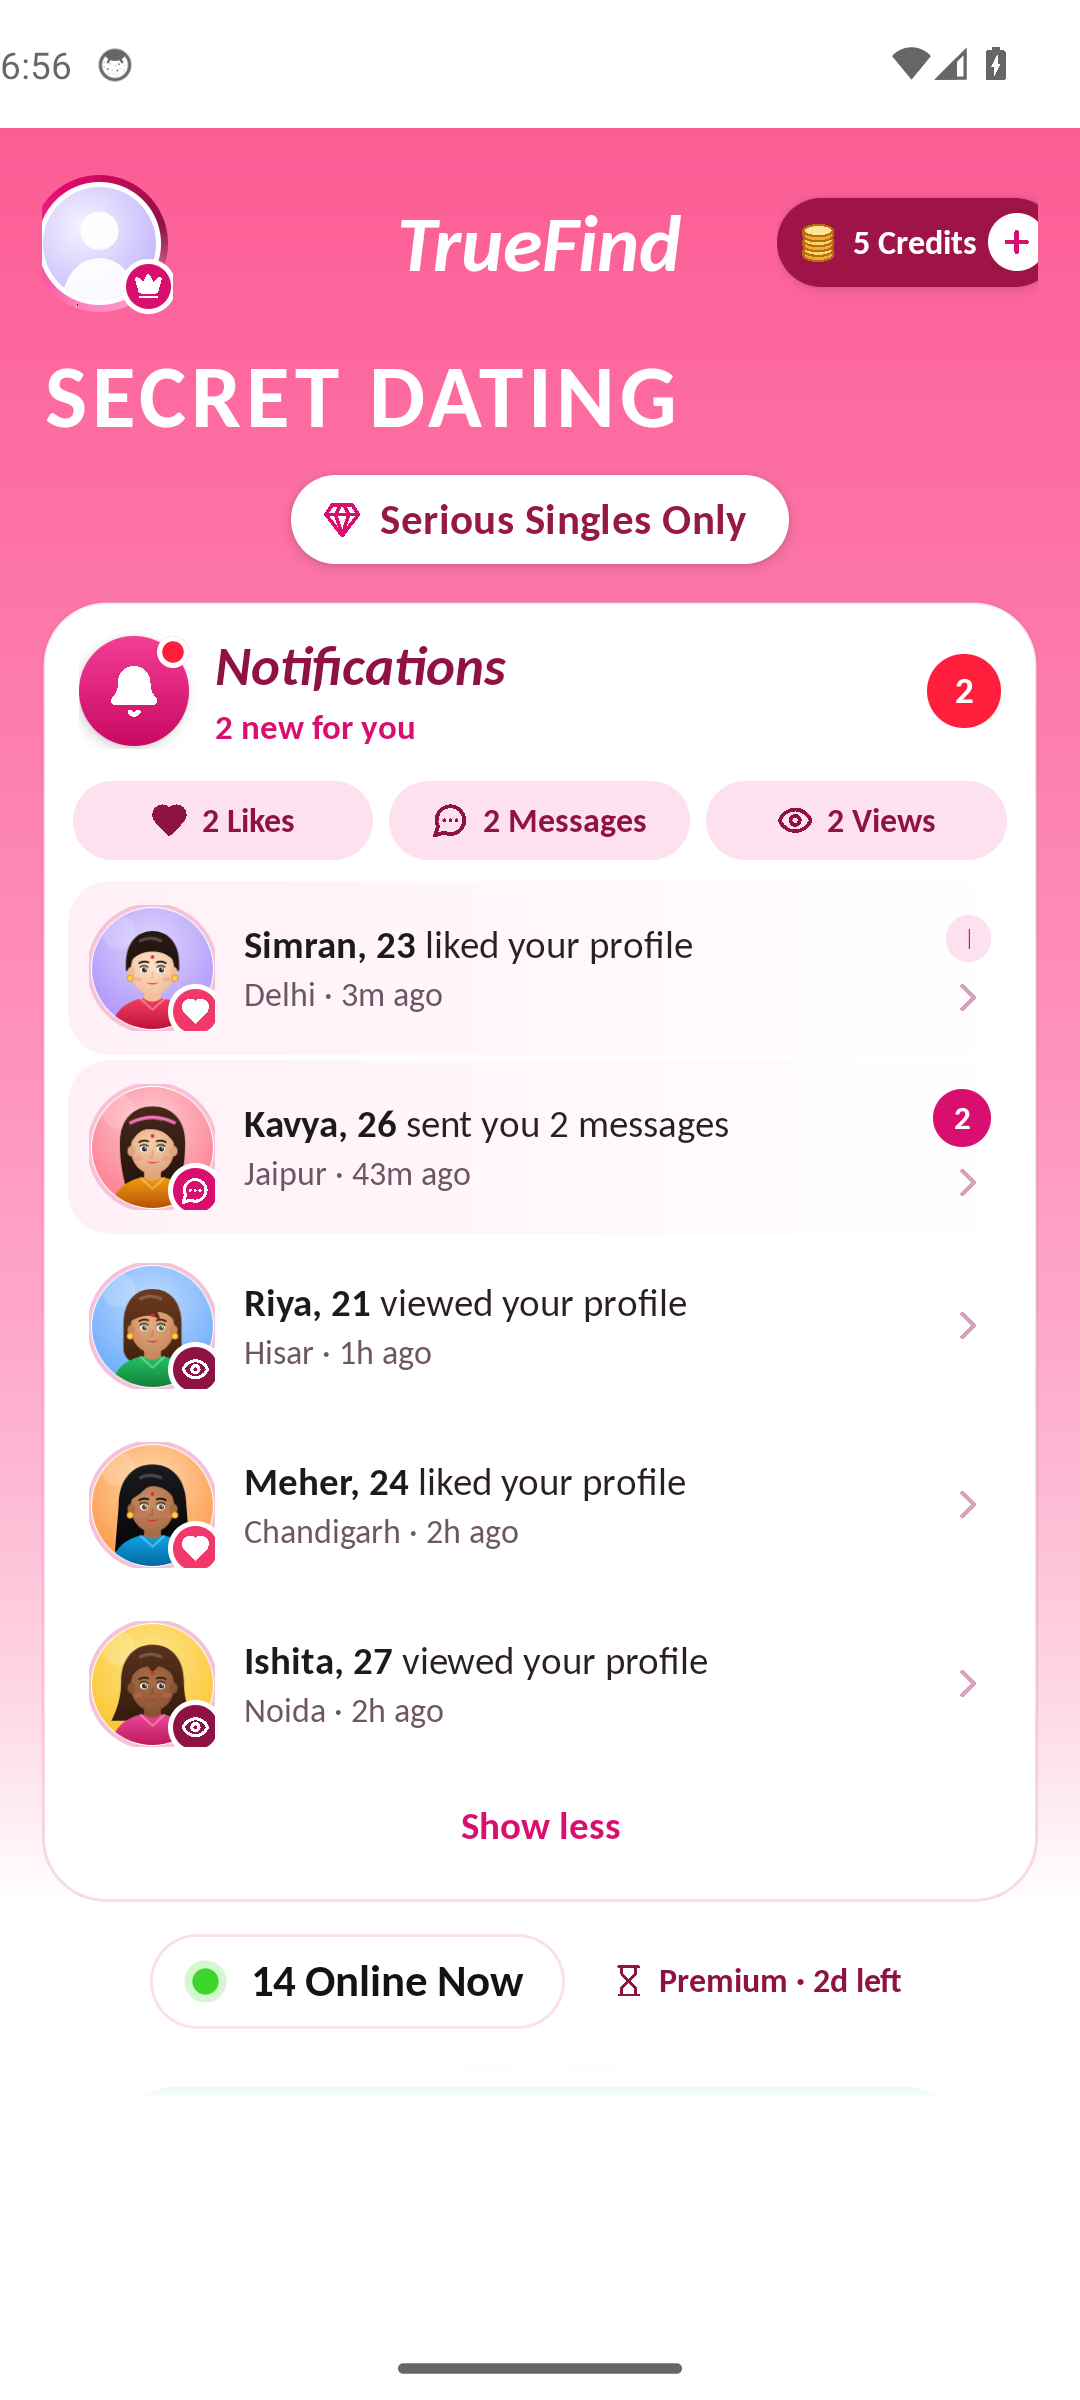 6:56
TrueFind
5 Credits
SECRET DATING
Serious Singles Only
Notifications
2 new for you
2
2 Likes
2 Messages
2 Views
Simran, 23 liked your profile
Delhi · 3m ago
Kavya, 26 sent you 2 messages
Jaipur · 43m ago
2
Riya, 21 viewed your profile
Hisar · 1h ago
Meher, 24 liked your profile
Chandigarh · 2h ago
Ishita, 27 viewed your profile
Noida · 2h ago
Show less
14 Online Now
Premium · 2d left